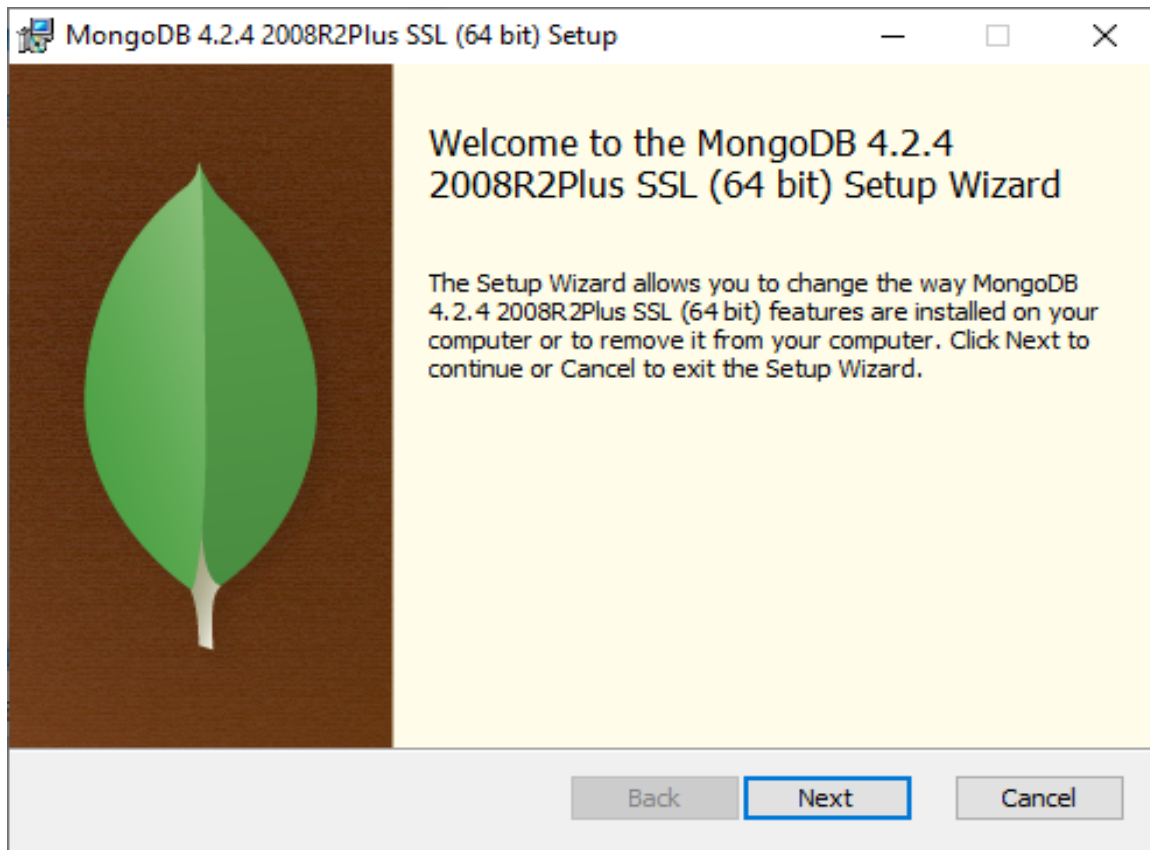 MongoDB 4.2.4 2008R2Plus SSL (64 bit) Setup
Welcome to the MongoDB 4.2.4
2008R2Plus SSL (64 bit) Setup Wizard
The Setup Wizard allows you to change the way MongoDB
4.2.4 2008R2Plus SSL (64 bit) features are installed on your
computer or to remove it from your computer. Click Next to
continue or Cancel to exit the Setup Wizard.
Back
Next
Cancel